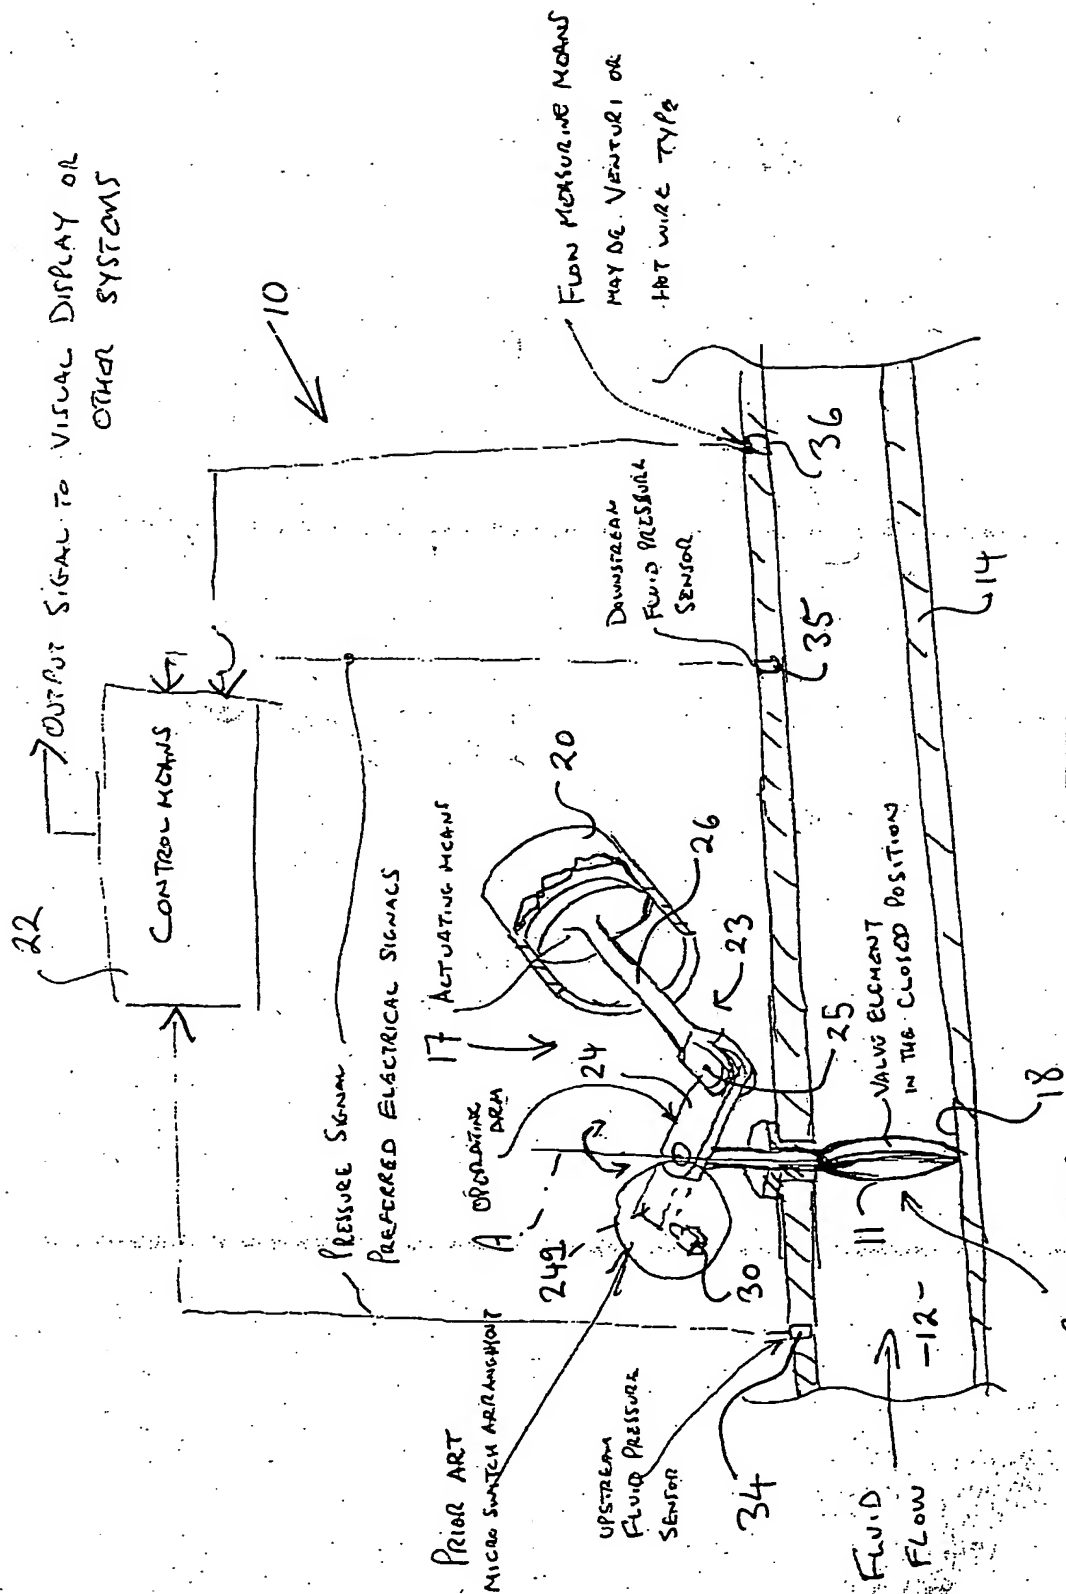 OUTPUT SIGNAL TO VISUAL DISPLAY OR
OTHER SYSTEMS
22
CONTROL MEANS
10
PRESSURE SIGNAL
PREFERRED ELECTRICAL SIGNALS
FLOW MEASURING MEANS
MAY BE VENTURI OR
HOT WIRE TYPE
17
ACTUATING MEANS
20
A
OPERATING
ARM
24
249
26
23
25
PRIOR ART
MICRO SWITCH ARRANGEMENT
30
DOWNSTREAM
FLUID PRESSURE
SENSOR
35
36
UPSTREAM
FLUID PRESSURE
SENSOR
34
14
VALVE ELEMENT
IN THE CLOSED POSITION
11
18
-12-
FLUID
FLOW